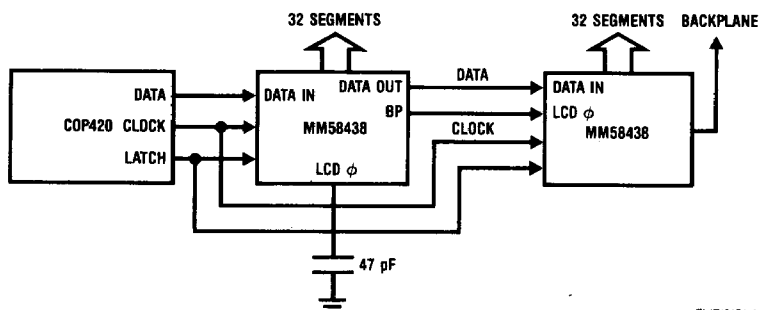 32 SEGMENTS
32 SEGMENTS
BACKPLANE
DATA
COP420 CLOCK
LATCH
DATA IN
DATA OUT
BP
MM58438
LCD ϕ
DATA
CLOCK
DATA IN
LCD ϕ
MM58438
47 pF